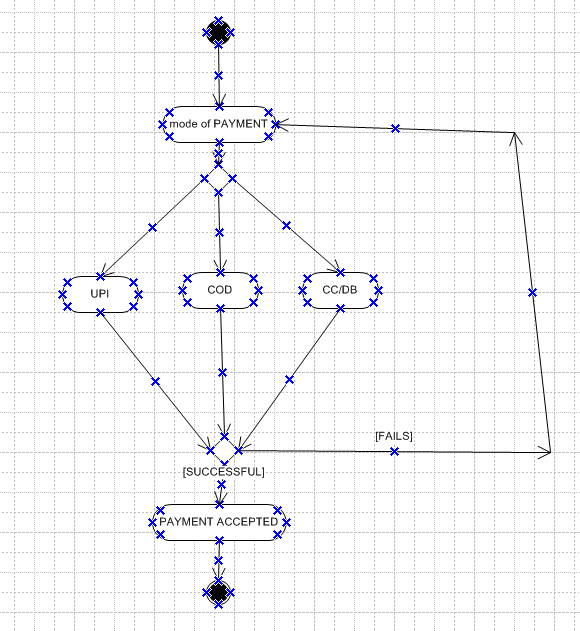 mode of PAYMENT
UPI
COD
CC/DB
[FAILS]
[SUCCESSFUL]
PAYMENT ACCEPTED